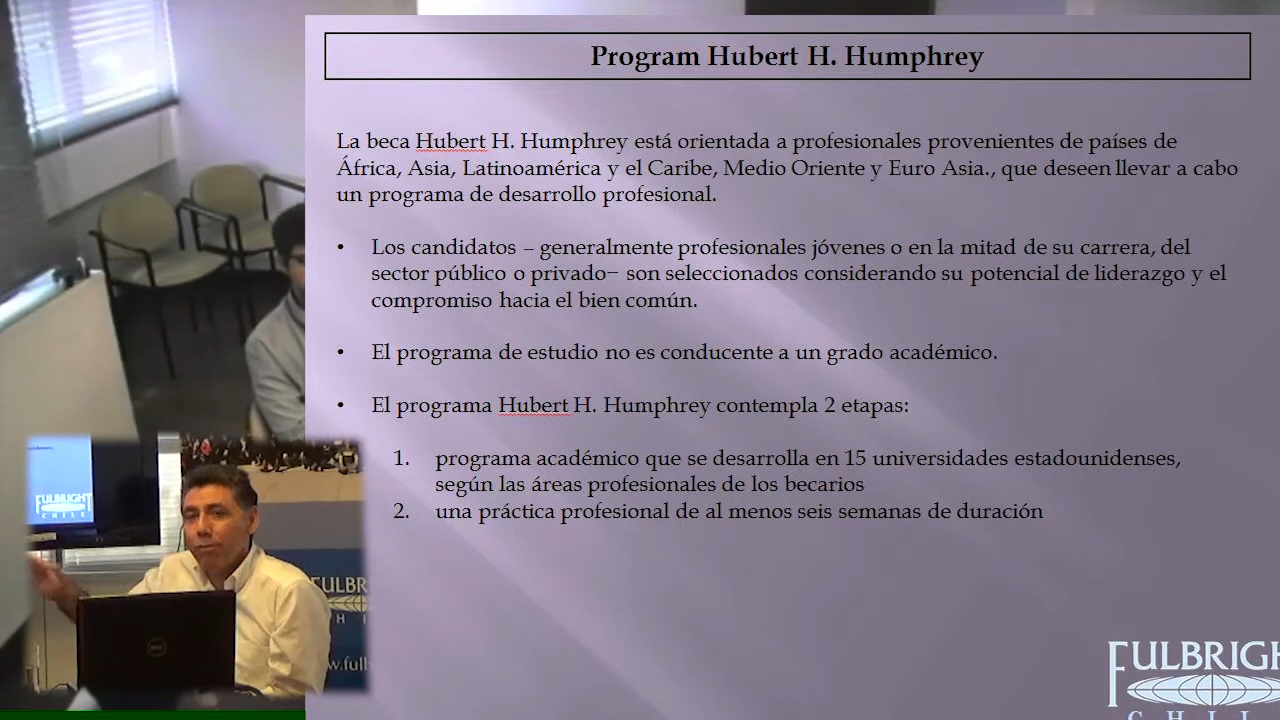 Program Hubert H. Humphrey
La beca Hubert H. Humphrey está orientada a profesionales provenientes de países de
África, Asia, Latinoamérica y el Caribe, Medio Oriente y Euro Asia., que deseen llevar a cabo
un programa de desarrollo profesional.
• Los candidatos – generalmente profesionales jóvenes o en la mitad de su carrera, del
sector público o privado– son seleccionados considerando su potencial de liderazgo y el
compromiso hacia el bien común.
• El programa de estudio no es conducente a un grado académico.
• El programa Hubert H. Humphrey contempla 2 etapas:
1. programa académico que se desarrolla en 15 universidades estadounidenses,
según las áreas profesionales de los becarios
2. una práctica profesional de al menos seis semanas de duración
FULBRIGHT
CHILE
FULBR
H I
w.fulb
FULBRIGH
C H I L